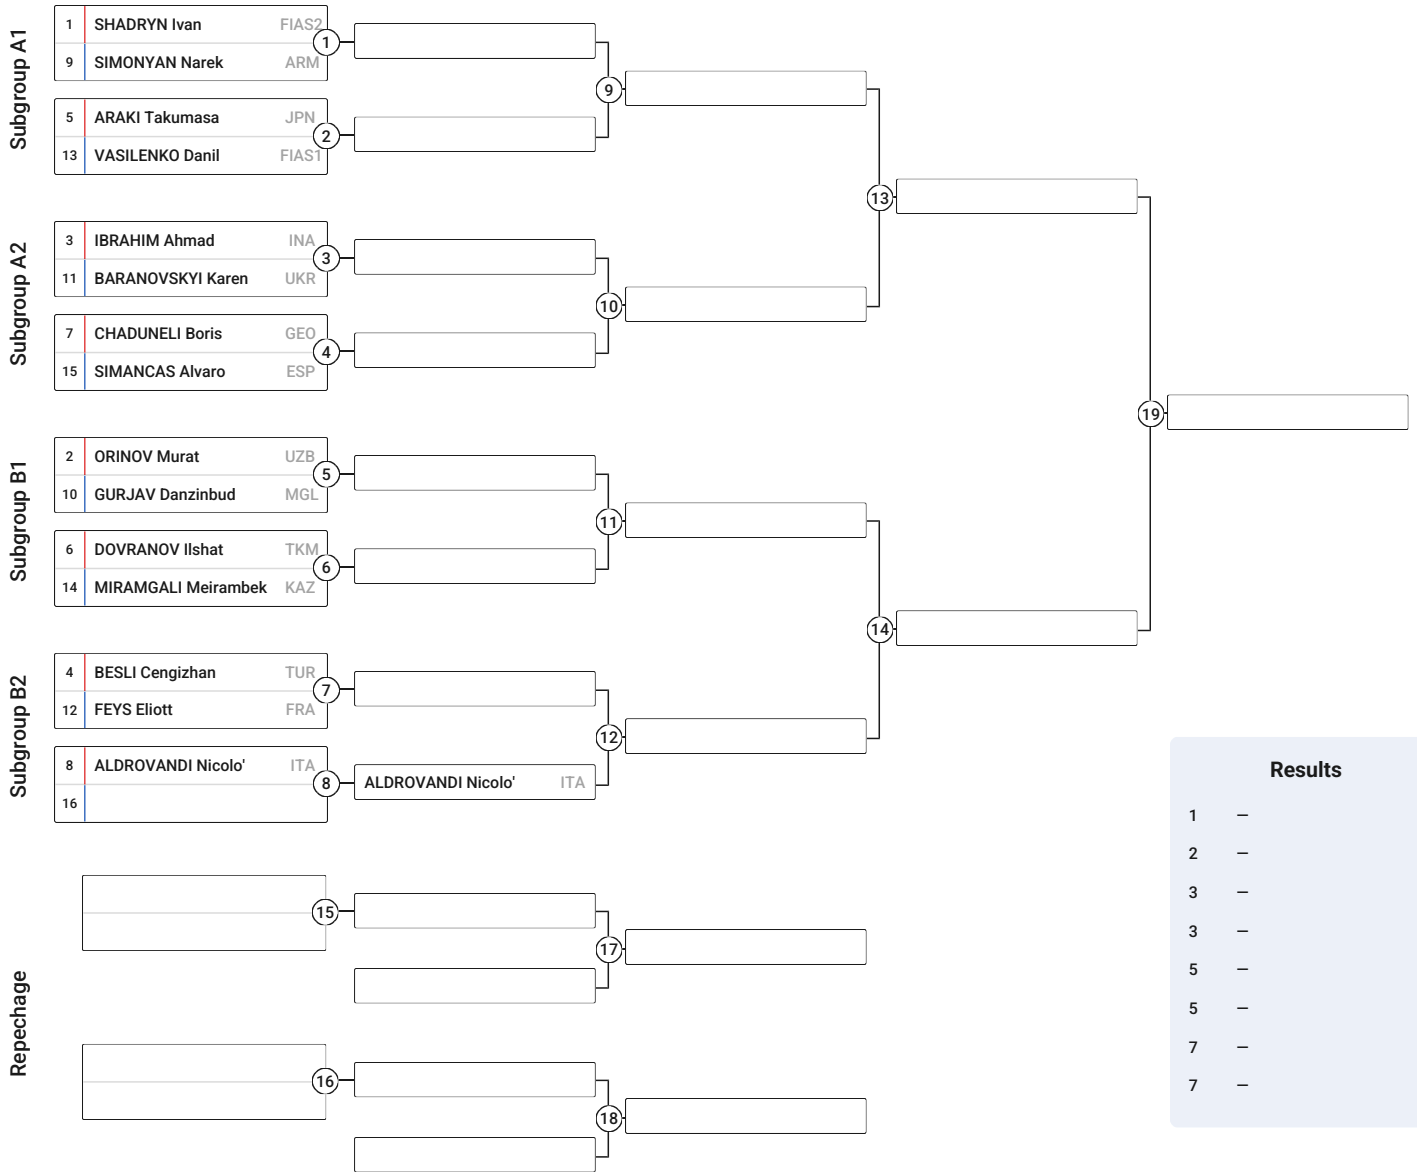 Subgroup A1
1 SHADRYN Ivan FIAS2
9 SIMONYAN Narek ARM
1
5 ARAKI Takumasa JPN
13 VASILENKO Danil FIAS1
2
9
Subgroup A2
3 IBRAHIM Ahmad INA
11 BARANOVSKYI Karen UKR
3
7 CHADUNELI Boris GEO
15 SIMANCAS Alvaro ESP
4
10
13
Subgroup B1
2 ORINOV Murat UZB
10 GURJAV Danzinbud MGL
5
6 DOVRANOV Ilshat TKM
14 MIRAMGALI Meirambek KAZ
6
11
Subgroup B2
4 BESLI Cengizhan TUR
12 FEYS Eliott FRA
7
8 ALDROVANDI Nicolo' ITA
16
8
ALDROVANDI Nicolo' ITA
12
14
19
Repechage
15
17
16
18
Results
1 –
2 –
3 –
3 –
5 –
5 –
7 –
7 –